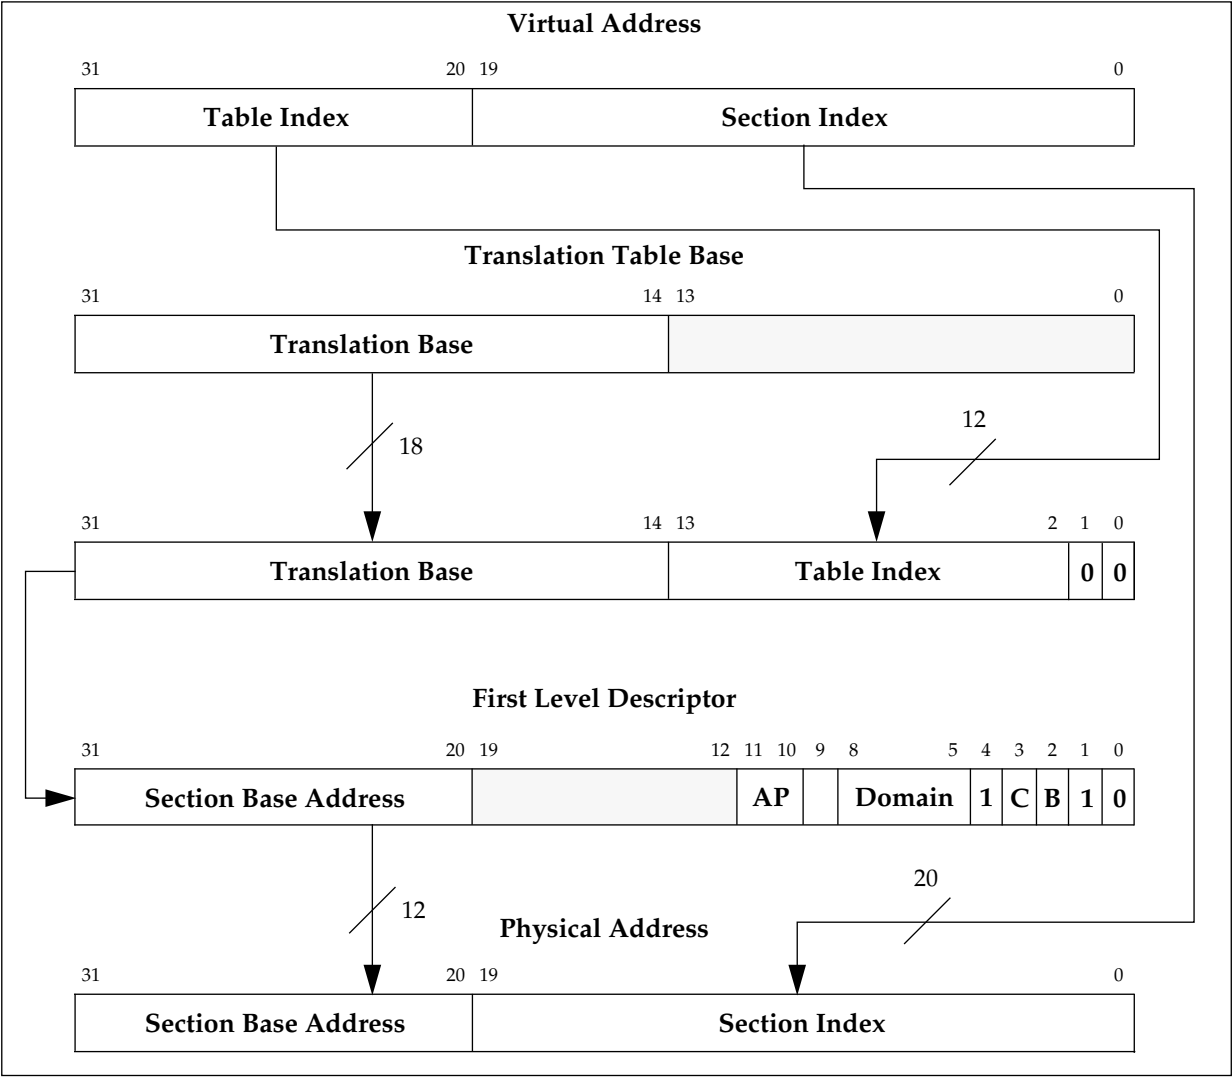 Virtual Address
31 20 19 0
Table Index Section Index
Translation Table Base
31 14 13 0
Translation Base
12
18
31 14 13 2 1 0
Translation Base Table Index 0 0
First Level Descriptor
31 20 19 12 11 10 9 8 5 4 3 2 1 0
Section Base Address AP Domain 1 C B 1 0
20
12
Physical Address
31 20 19 0
Section Base Address Section Index